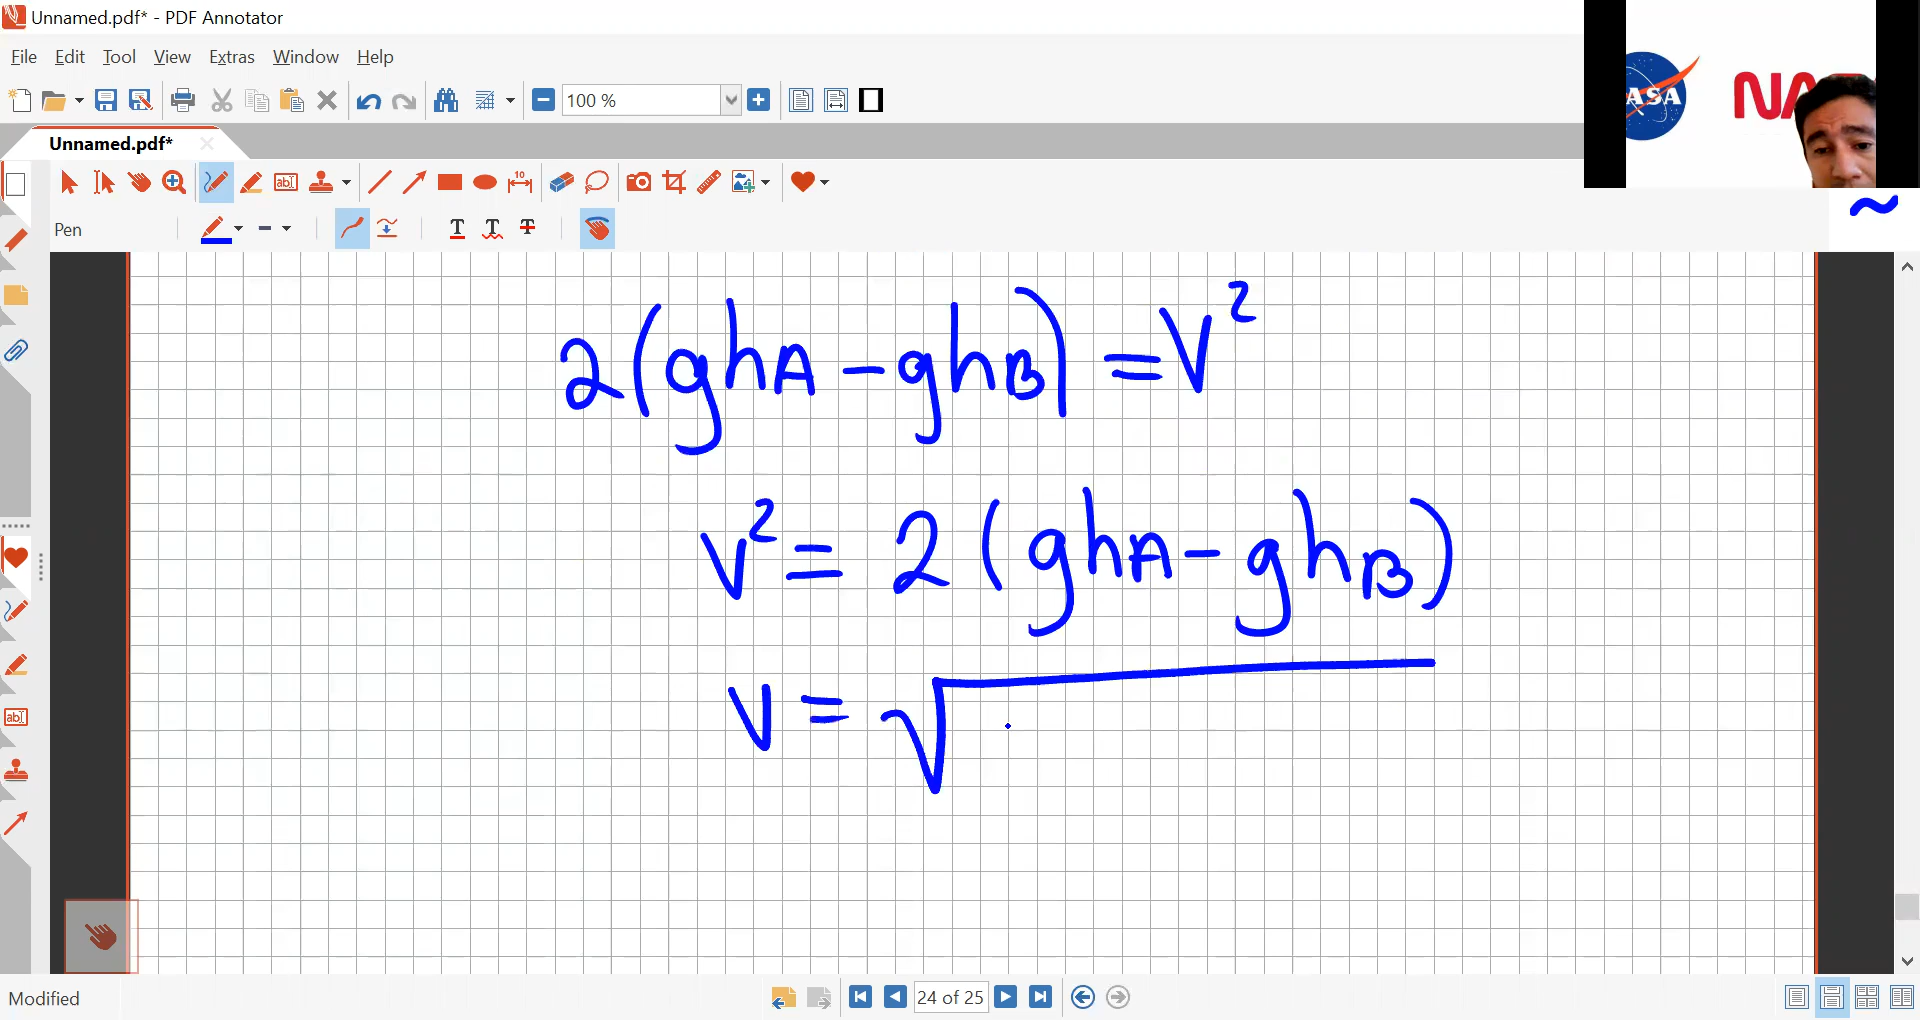 Unnamed.pdf* - PDF Annotator
File Edit Tool View Extras Window Help
100 %
Unnamed.pdf*
Pen
2(ghA - ghB) = V²
V² = 2(ghA - ghB)
V = √
Modified
24 of 25